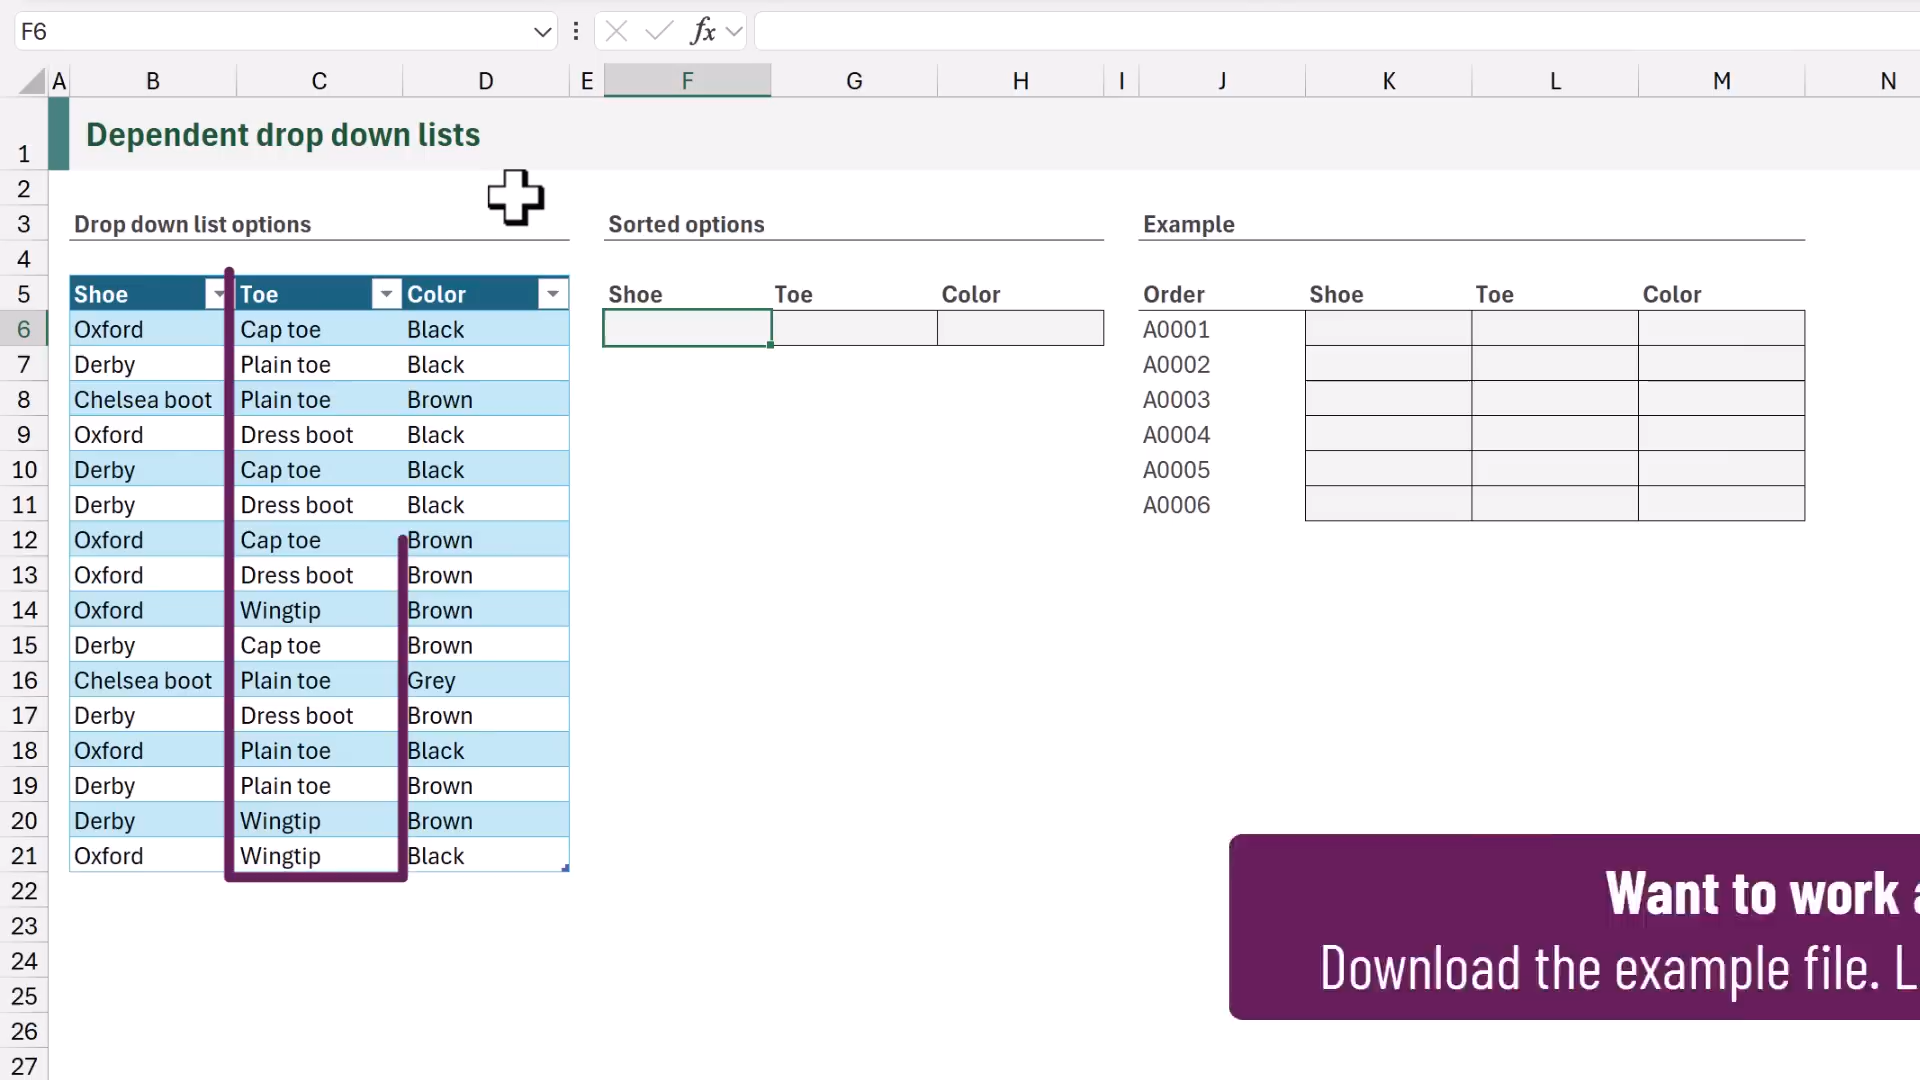 F6
fx
A B C D E F G H I J K L M N
1 Dependent drop down lists
2
3 Drop down list options Sorted options Example
4
5 Shoe Toe Color Shoe Toe Color Order Shoe Toe Color
6 Oxford Cap toe Black A0001
7 Derby Plain toe Black A0002
8 Chelsea boot Plain toe Brown A0003
9 Oxford Dress boot Black A0004
10 Derby Cap toe Black A0005
11 Derby Dress boot Black A0006
12 Oxford Cap toe Brown
13 Oxford Dress boot Brown
14 Oxford Wingtip Brown
15 Derby Cap toe Brown
16 Chelsea boot Plain toe Grey
17 Derby Dress boot Brown
18 Oxford Plain toe Black
19 Derby Plain toe Brown
20 Derby Wingtip Brown
21 Oxford Wingtip Black
22
23
24
25
26
27
Want to work
Download the example file.